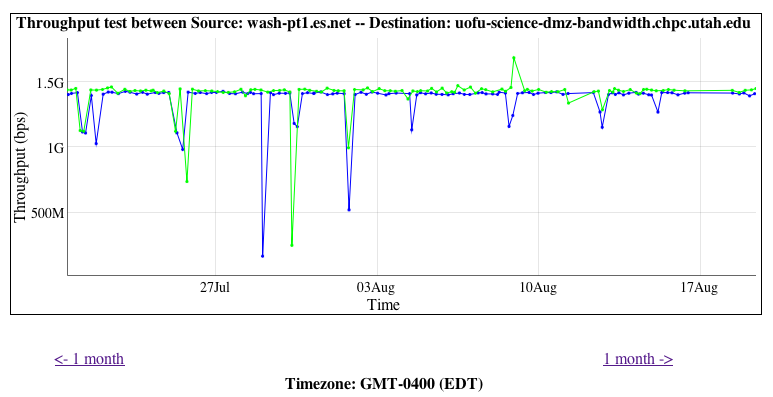 Throughput test between Source: wash-pt1.es.net -- Destination: uofu-science-dmz-bandwidth.chpc.utah.edu
Throughput (bps)
1.5G
1G
500M
27Jul 03Aug 10Aug 17Aug
Time
<- 1 month 1 month ->
Timezone: GMT-0400 (EDT)